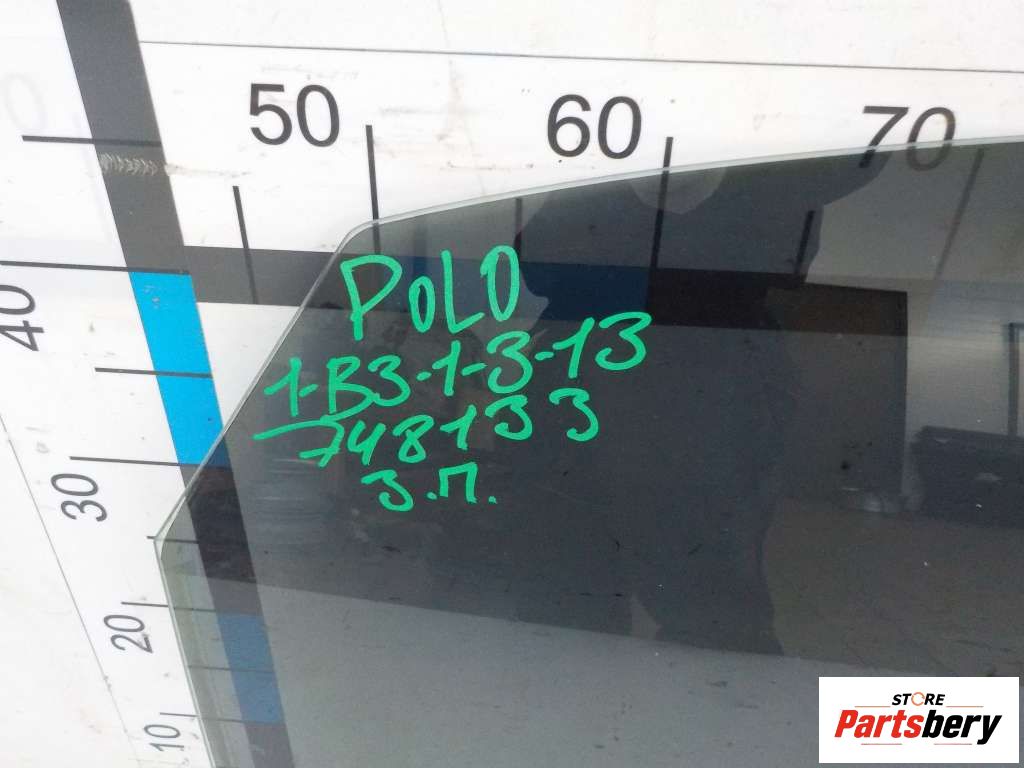 50 60 70
POLO
1-B3-1-3-13
748133
З.П.
40
30
20
10
STORE
Partsbery